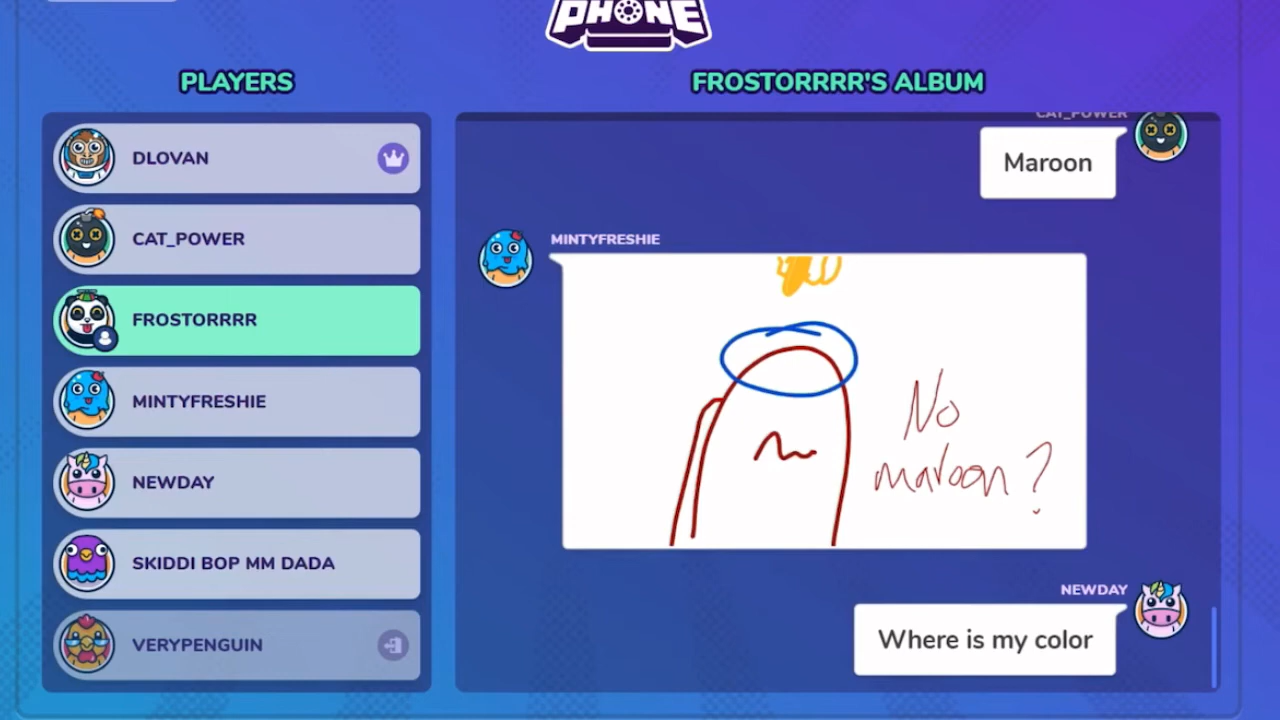 PHONE
PLAYERS
DLOVAN
CAT_POWER
FROSTORRRR
MINTYFRESHIE
NEWDAY
SKIDDI BOP MM DADA
VERYPENGUIN
FROSTORRRR'S ALBUM
CAT_POWER
Maroon
MINTYFRESHIE
No
maroon?
NEWDAY
Where is my color